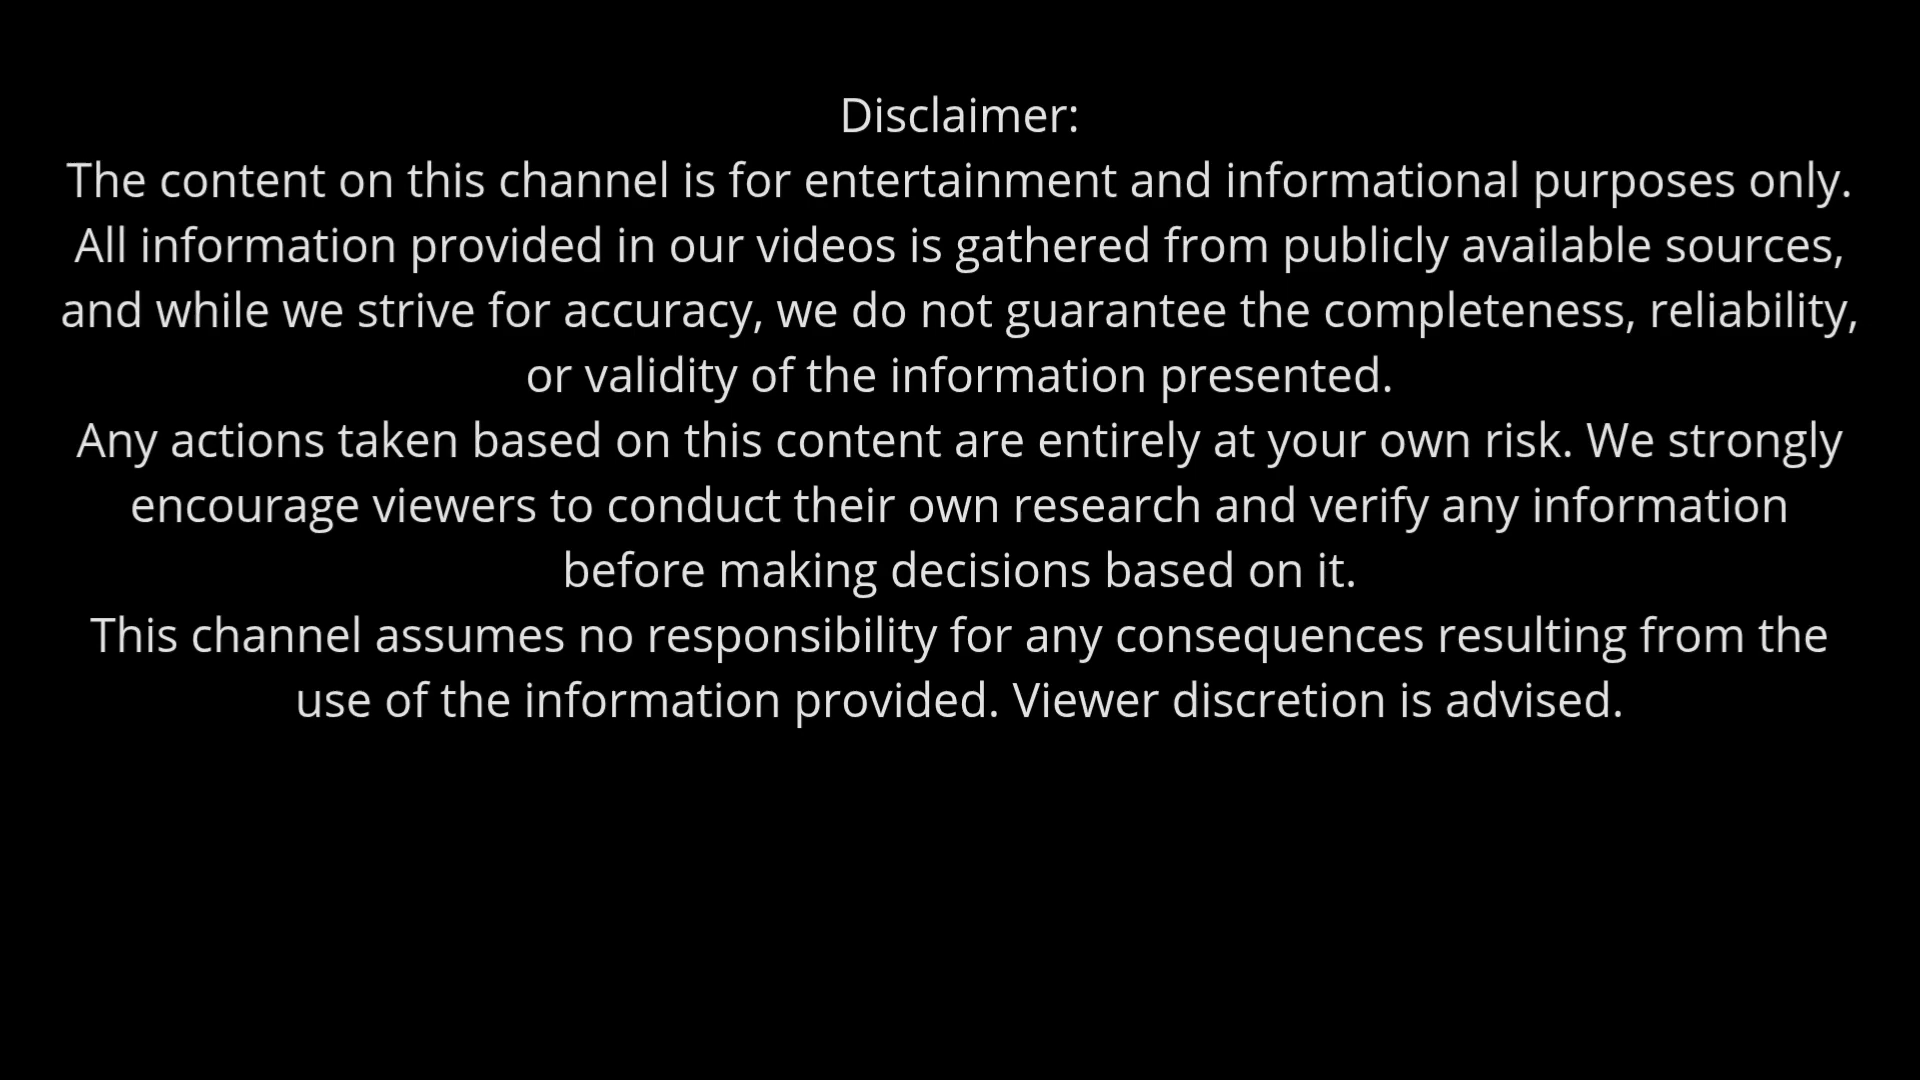 Disclaimer:
The content on this channel is for entertainment and informational purposes only.
All information provided in our videos is gathered from publicly available sources,
and while we strive for accuracy, we do not guarantee the completeness, reliability,
or validity of the information presented.
Any actions taken based on this content are entirely at your own risk. We strongly
encourage viewers to conduct their own research and verify any information
before making decisions based on it.
This channel assumes no responsibility for any consequences resulting from the
use of the information provided. Viewer discretion is advised.